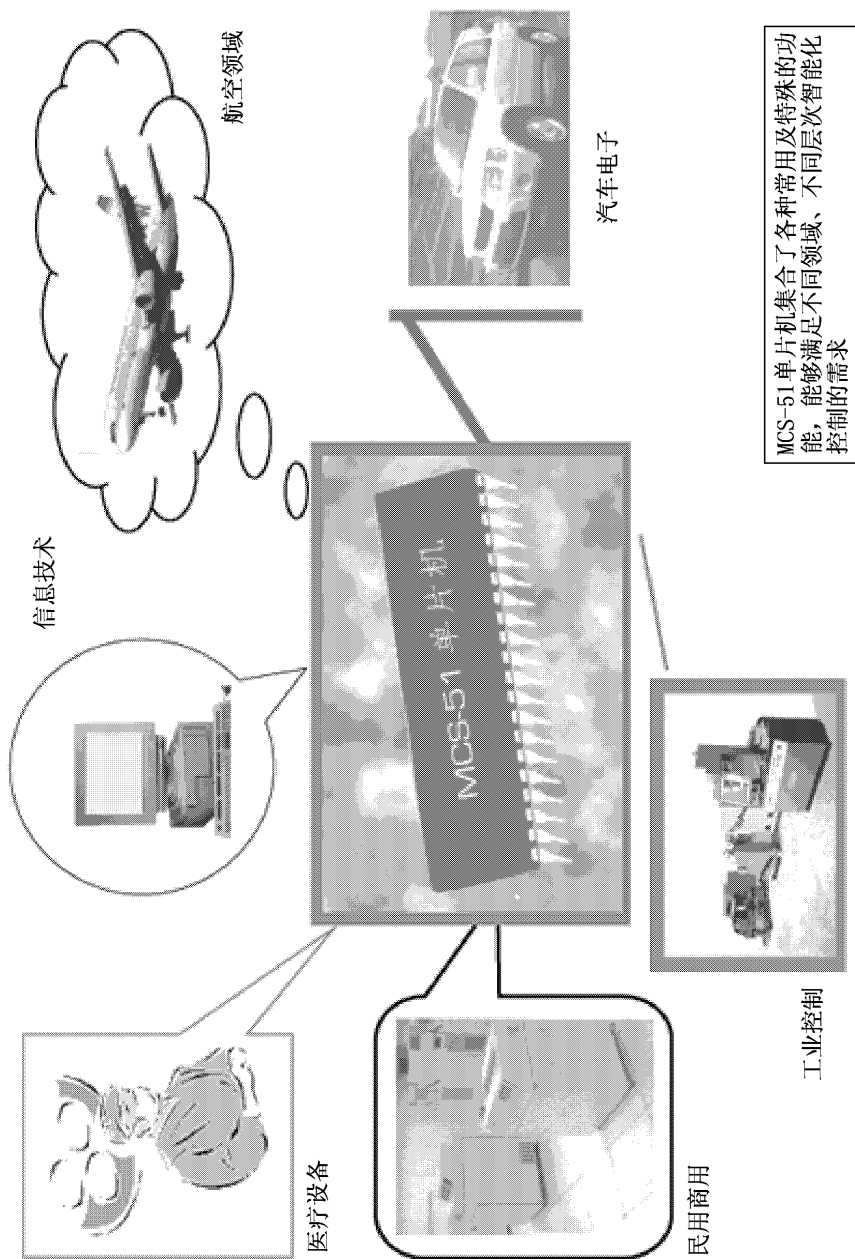 医疗设备
信息技术
航空领域
MCS-51 单片机
民用商用
汽车电子
工业控制
MCS-51单片机集合了各种常用及特殊的功
能，能够满足不同领域、不同层次智能化
控制的需求